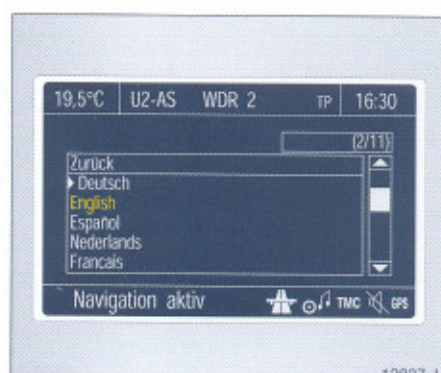 19,5°C U2-AS WDR 2 TP 16:30
(2/11)
Zurück
Deutsch
English
Español
Nederlands
Francais
Navigation aktiv TMC GPS